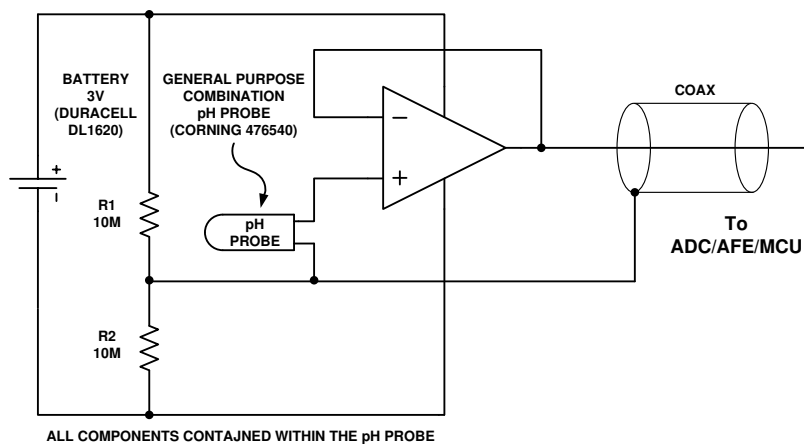 BATTERY
3V
(DURACELL
DL1620)
GENERAL PURPOSE
COMBINATION
pH PROBE
(CORNING 476540)
COAX
+
−
−
+
R1
10M
pH
PROBE
To
ADC/AFE/MCU
R2
10M
ALL COMPONENTS CONTAJNED WITHIN THE pH PROBE